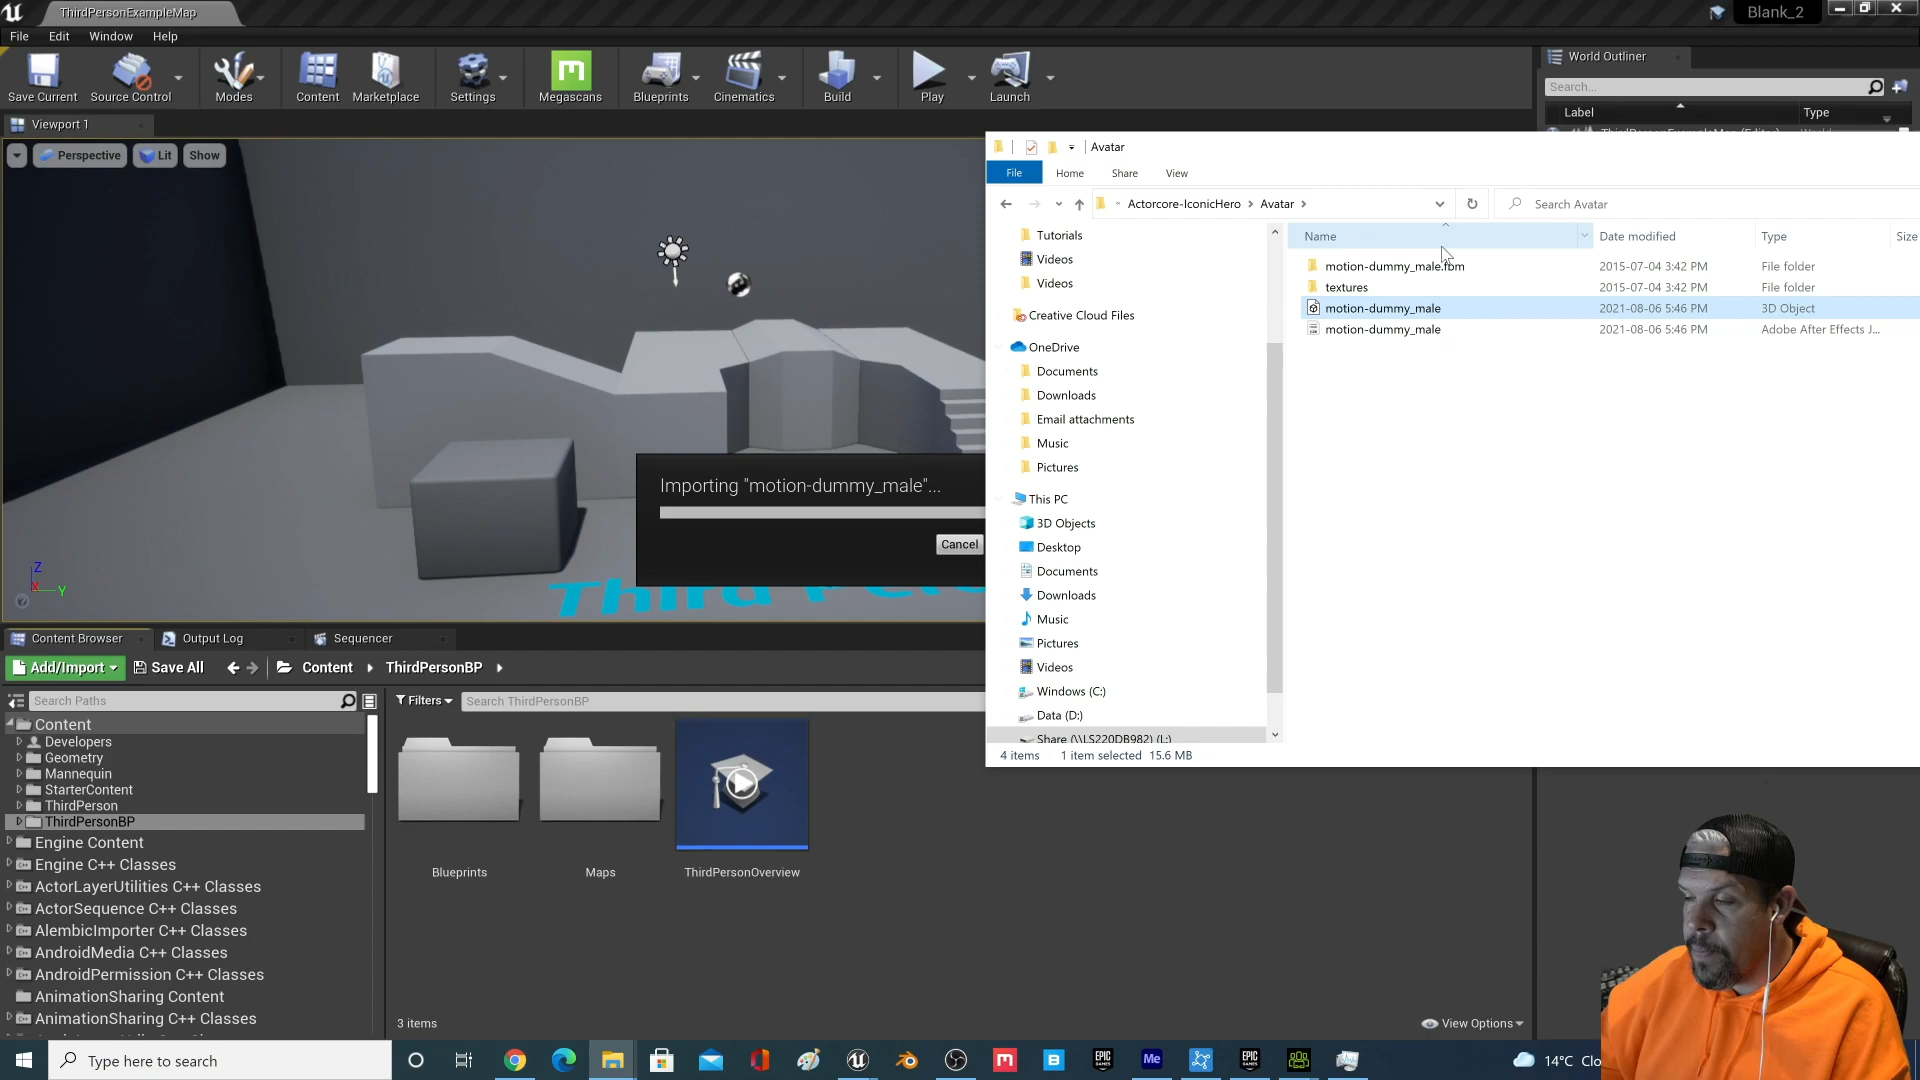 ThirdPersonExampleMap
Blank_2
File Edit Window Help
World Outliner
Save Current Source Control Modes Content Marketplace Settings Megascans Blueprints Cinematics Build Play Launch
Search...
Label Type
Viewport 1
Perspective Lit Show
Avatar
File Home Share View
Actorcore-IconicHero > Avatar >
Search Avatar
Name Date modified Type Size
motion-dummy_male.fbm 2015-07-04 3:42 PM File folder
textures 2015-07-04 3:42 PM File folder
motion-dummy_male 2021-08-06 5:46 PM 3D Object
motion-dummy_male 2021-08-06 5:46 PM Adobe After Effects J...
Tutorials
Videos
Videos
Creative Cloud Files
OneDrive
Documents
Downloads
Email attachments
Music
Pictures
This PC
3D Objects
Desktop
Documents
Downloads
Music
Pictures
Videos
Windows (C:)
Data (D:)
Share (\\LS220DB982) (L:)
4 items 1 item selected 15.6 MB
Importing "motion-dummy_male"...
Cancel
Z
X
Y
Third
Content Browser Output Log Sequencer
Add/Import Save All Content ThirdPersonBP
Search Paths
Filters Search ThirdPersonBP
Content
Developers
Geometry
Mannequin
StarterContent
ThirdPerson
ThirdPersonBP
Engine Content
Engine C++ Classes
ActorLayerUtilities C++ Classes
ActorSequence C++ Classes
AlembicImporter C++ Classes
AndroidMedia C++ Classes
AndroidPermission C++ Classes
AnimationSharing Content
AnimationSharing C++ Classes
Blueprints Maps ThirdPersonOverview
3 items
View Options
Type here to search
M
B
EPIC GAMES
Me
EPIC GAMES
14°C